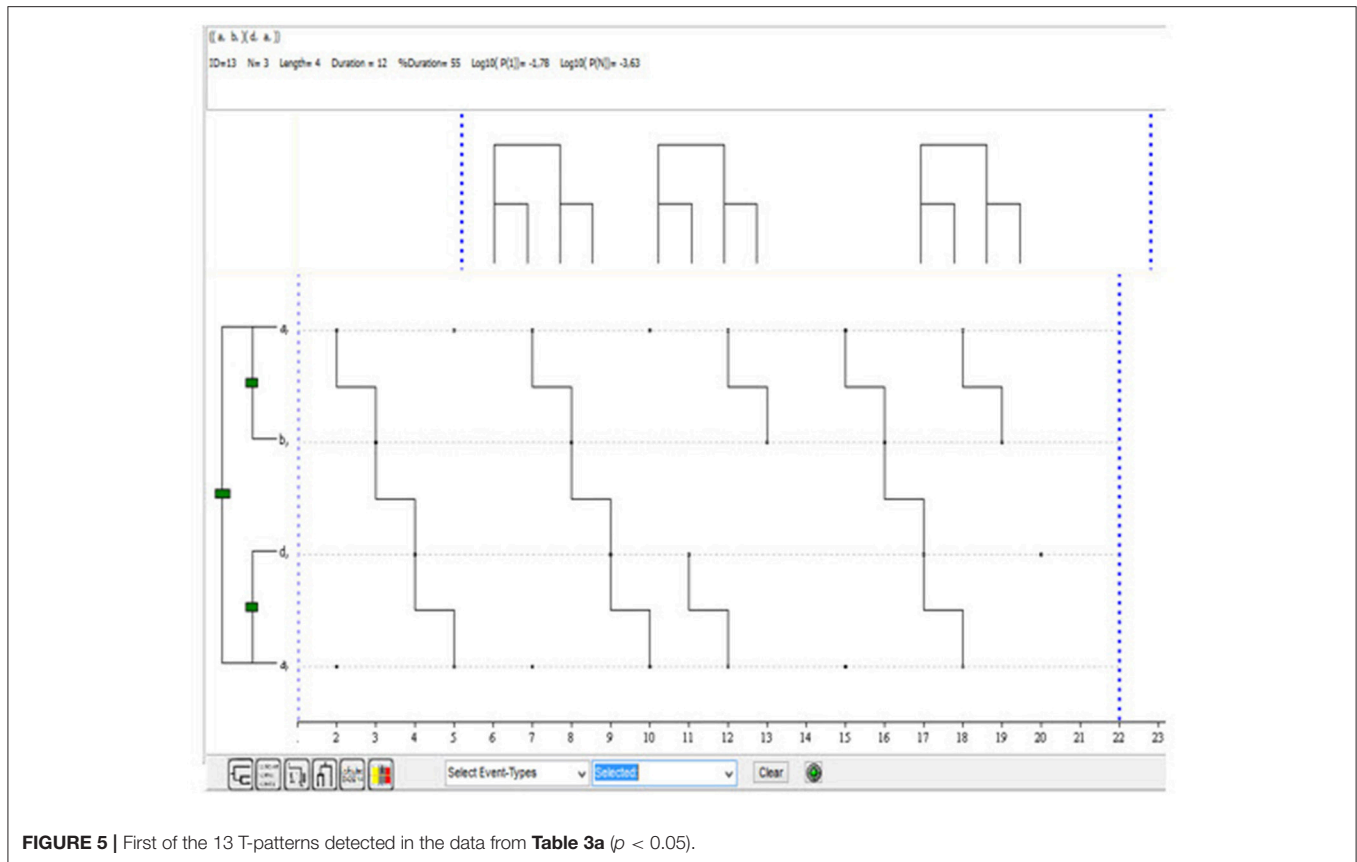 (( a, b, )( d, a, ))
ID=13 N= 3 Length= 4 Duration = 12 %Duration= 55 Log10( P(1))= -1,78 Log10( P(N))= -3,63
a,
b,
d,
a,
. 2 3 4 5 6 7 8 9 10 11 12 13 14 15 16 17 18 19 20 21 22 23
Select Event-Types Selected Clear
FIGURE 5 | First of the 13 T-patterns detected in the data from Table 3a (p < 0.05).